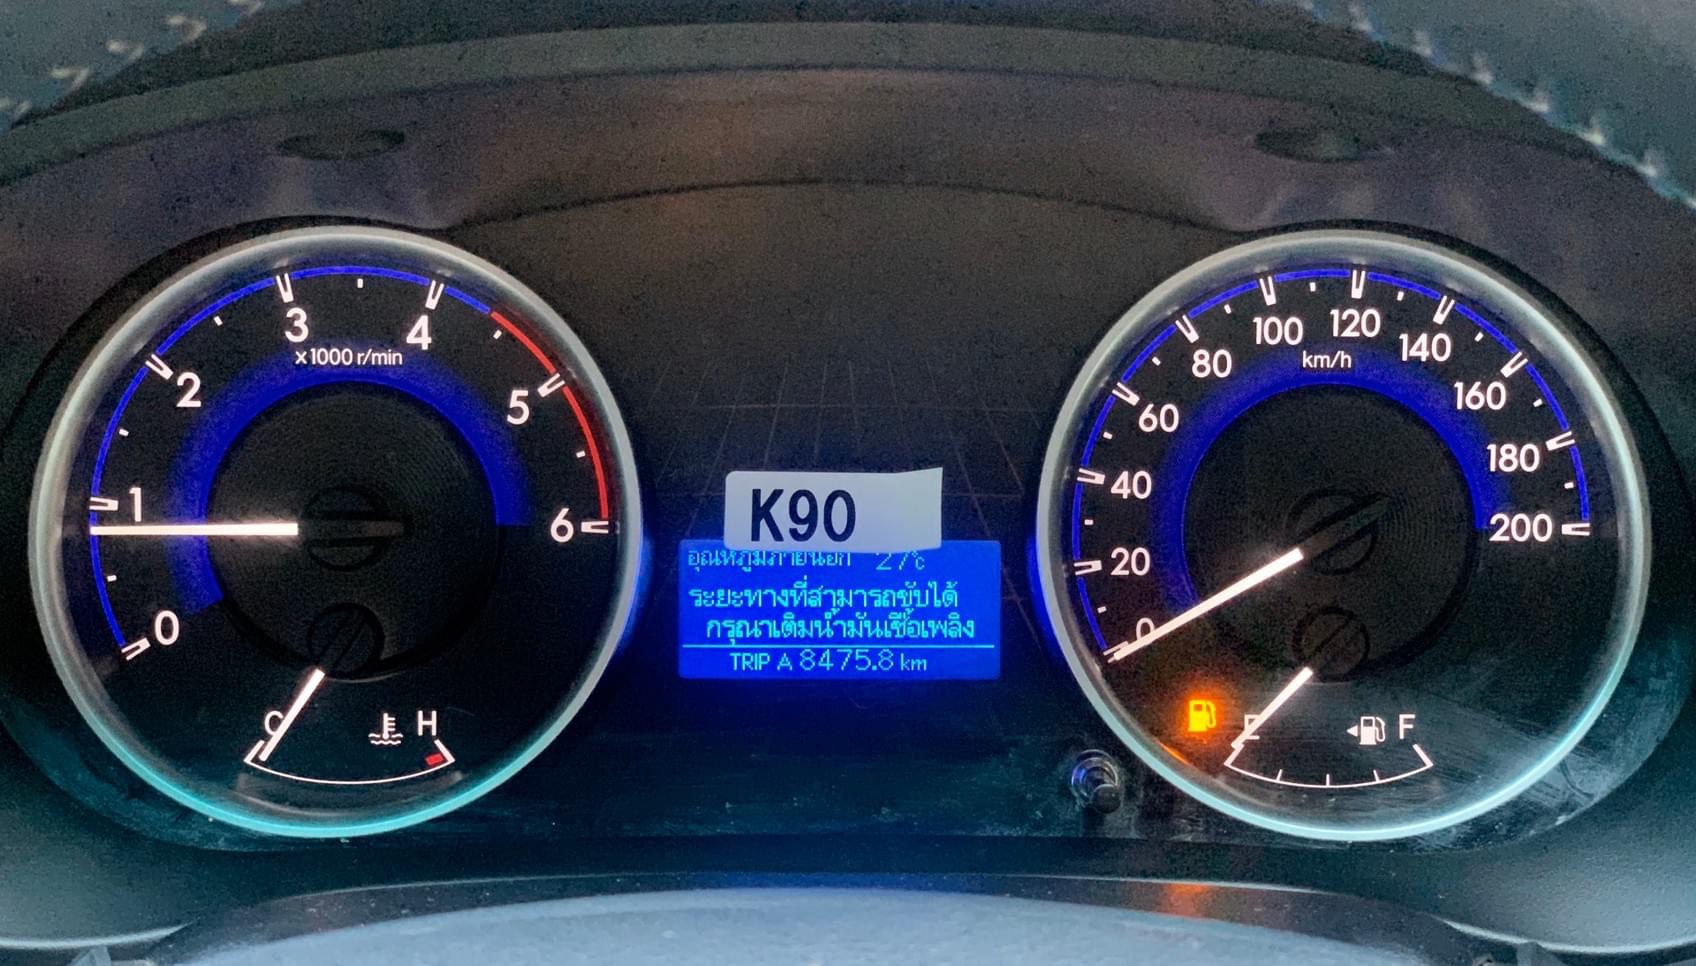 3
4
x1000 r/min
2
5
1
6
0
C
H
K90
อุณหภูมิภายนอก 27°c
ระยะทางที่สามารถขับได้
กรุณาเติมน้ำมันเชื้อเพลิง
TRIP A 8475.8 km
100
120
140
80
km/h
160
60
180
40
200
20
0
E
F